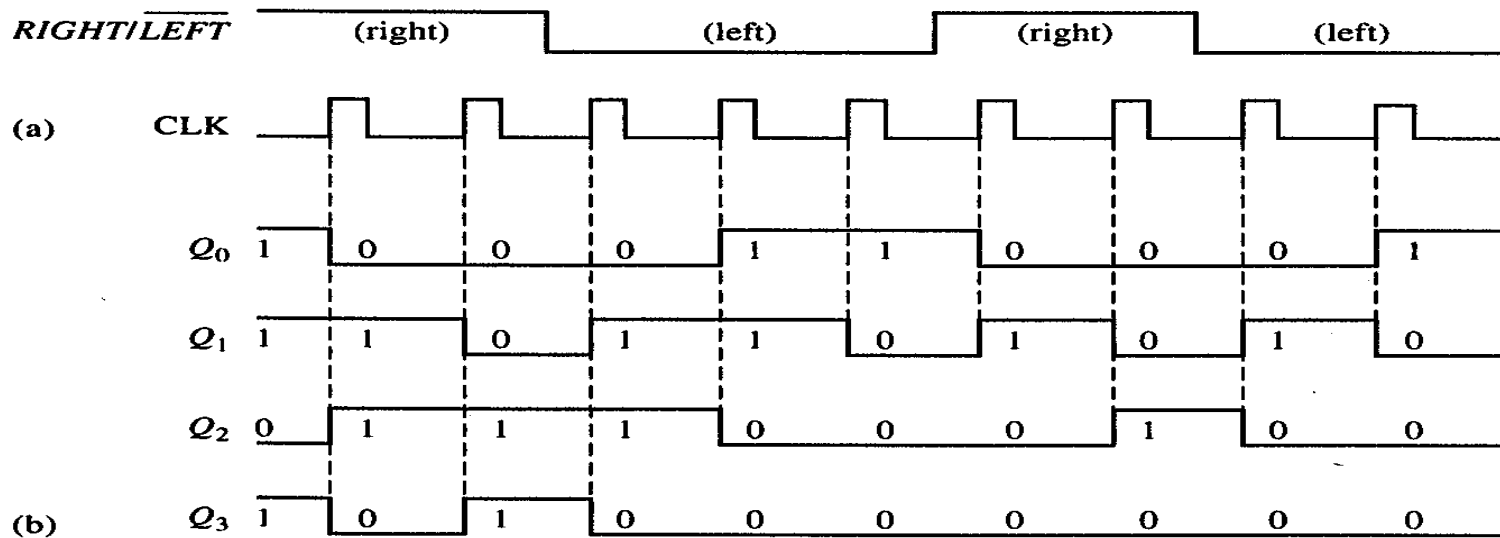 RIGHT/LEFT (right) (left) (right) (left)
(a) CLK
Q0 1 0 0 0 1 1 0 0 0 1
Q1 1 1 0 1 1 0 1 0 1 0
Q2 0 1 1 1 0 0 0 1 0 0
(b) Q3 1 0 1 0 0 0 0 0 0 0